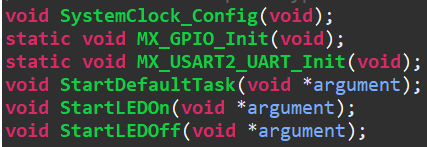 void SystemClock_Config(void);
static void MX_GPIO_Init(void);
static void MX_USART2_UART_Init(void);
void StartDefaultTask(void *argument);
void StartLEDOn(void *argument);
void StartLEDOff(void *argument);